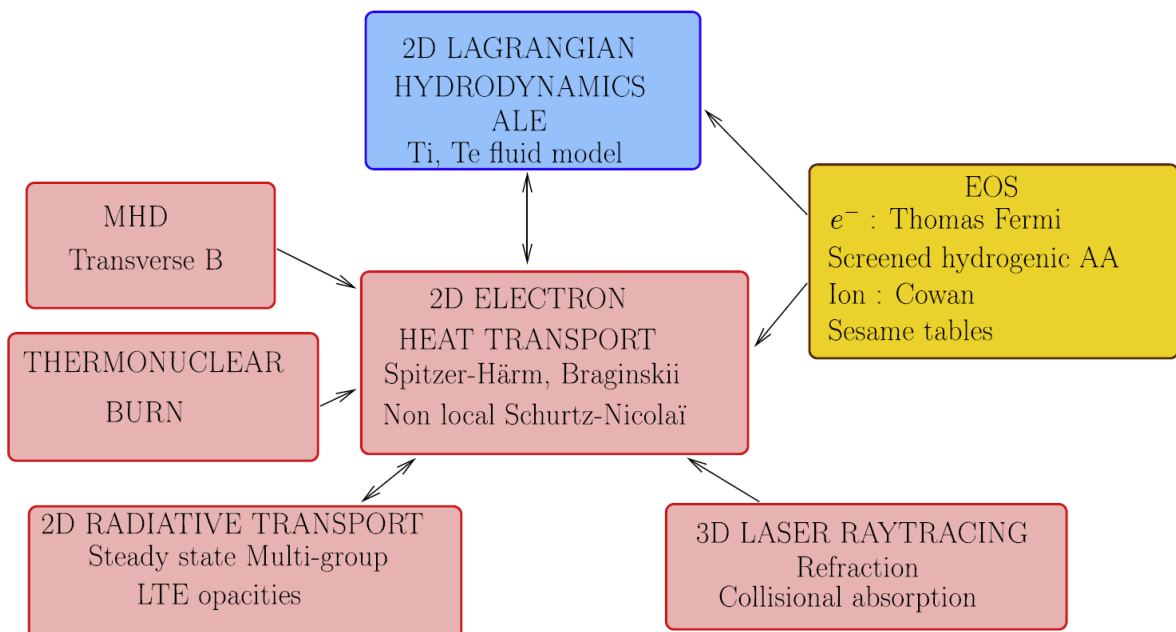 2D LAGRANGIAN
HYDRODYNAMICS
ALE
Ti, Te fluid model
MHD
Transverse B
EOS
e⁻ : Thomas Fermi
Screened hydrogenic AA
Ion : Cowan
Sesame tables
2D ELECTRON
HEAT TRANSPORT
Spitzer-Härm, Braginskii
Non local Schurtz-Nicolaï
THERMONUCLEAR
BURN
2D RADIATIVE TRANSPORT
Steady state Multi-group
LTE opacities
3D LASER RAYTRACING
Refraction
Collisional absorption